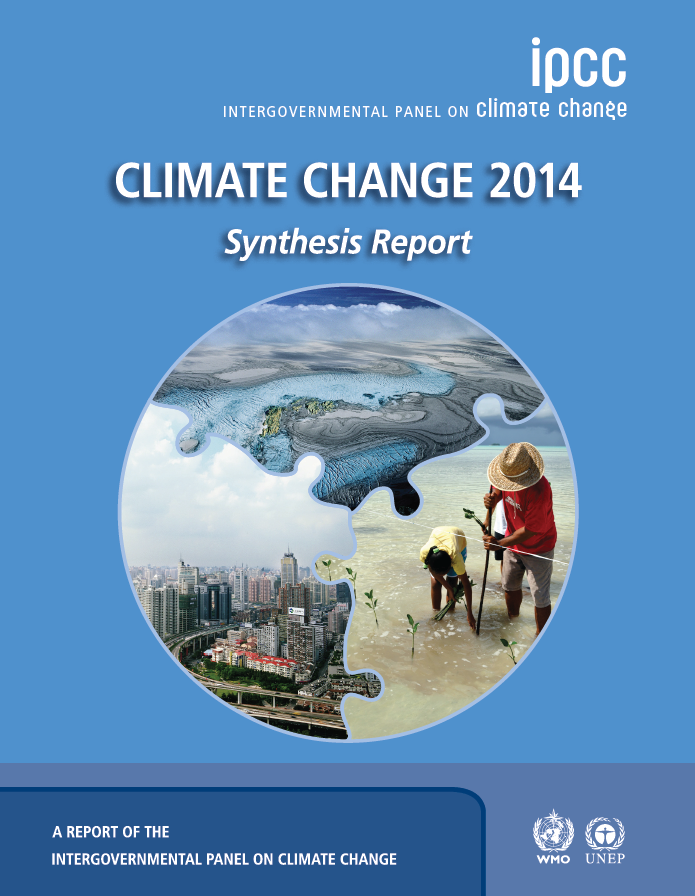 ipcc
INTERGOVERNMENTAL PANEL ON climate change
CLIMATE CHANGE 2014
Synthesis Report
A REPORT OF THE
INTERGOVERNMENTAL PANEL ON CLIMATE CHANGE
WMO UNEP